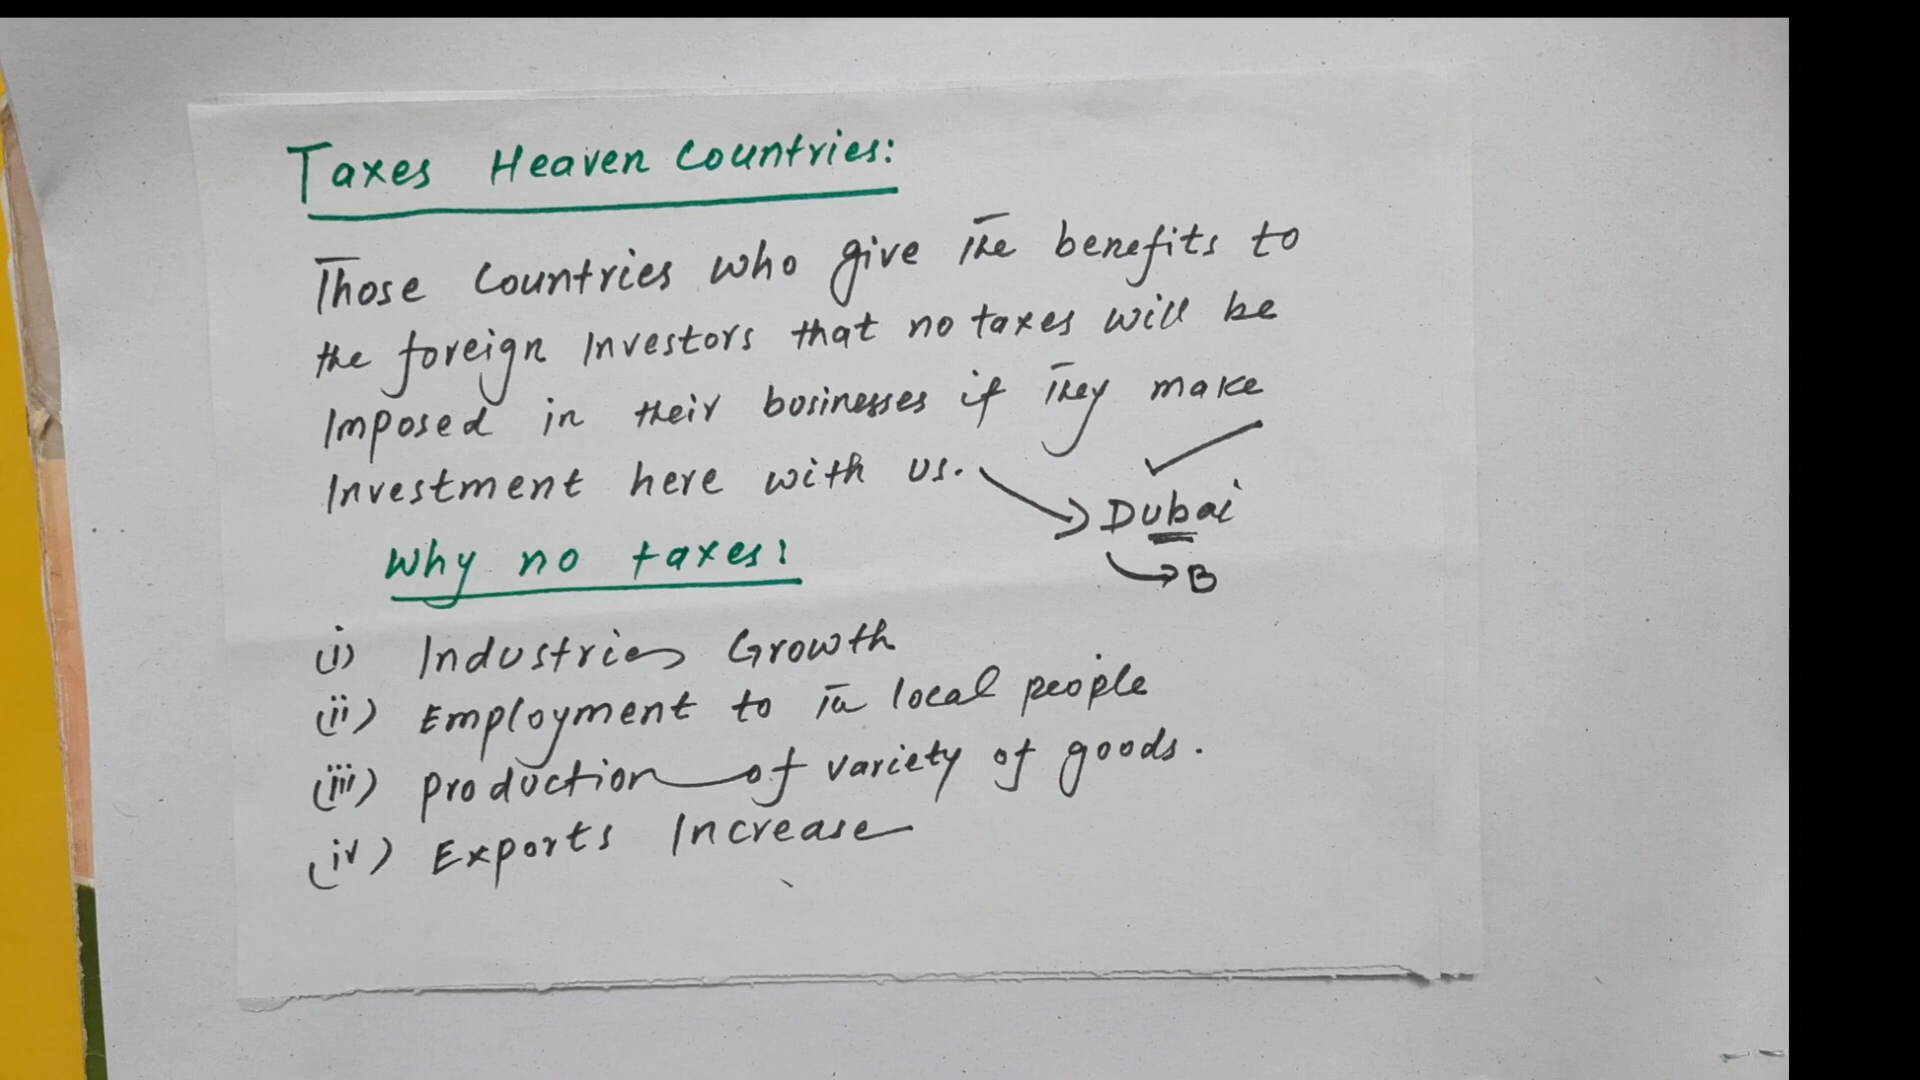 Taxes Heaven Countries:
Those Countries who give the benefits to
the foreign Investors that no taxes will be
Imposed in their businesses if they make
Investment here with us.
Dubai
B
Why no taxes:
(i) Industries Growth
(ii) Employment to the local people
(iii) Production of variety of goods.
(iv) Exports Increase